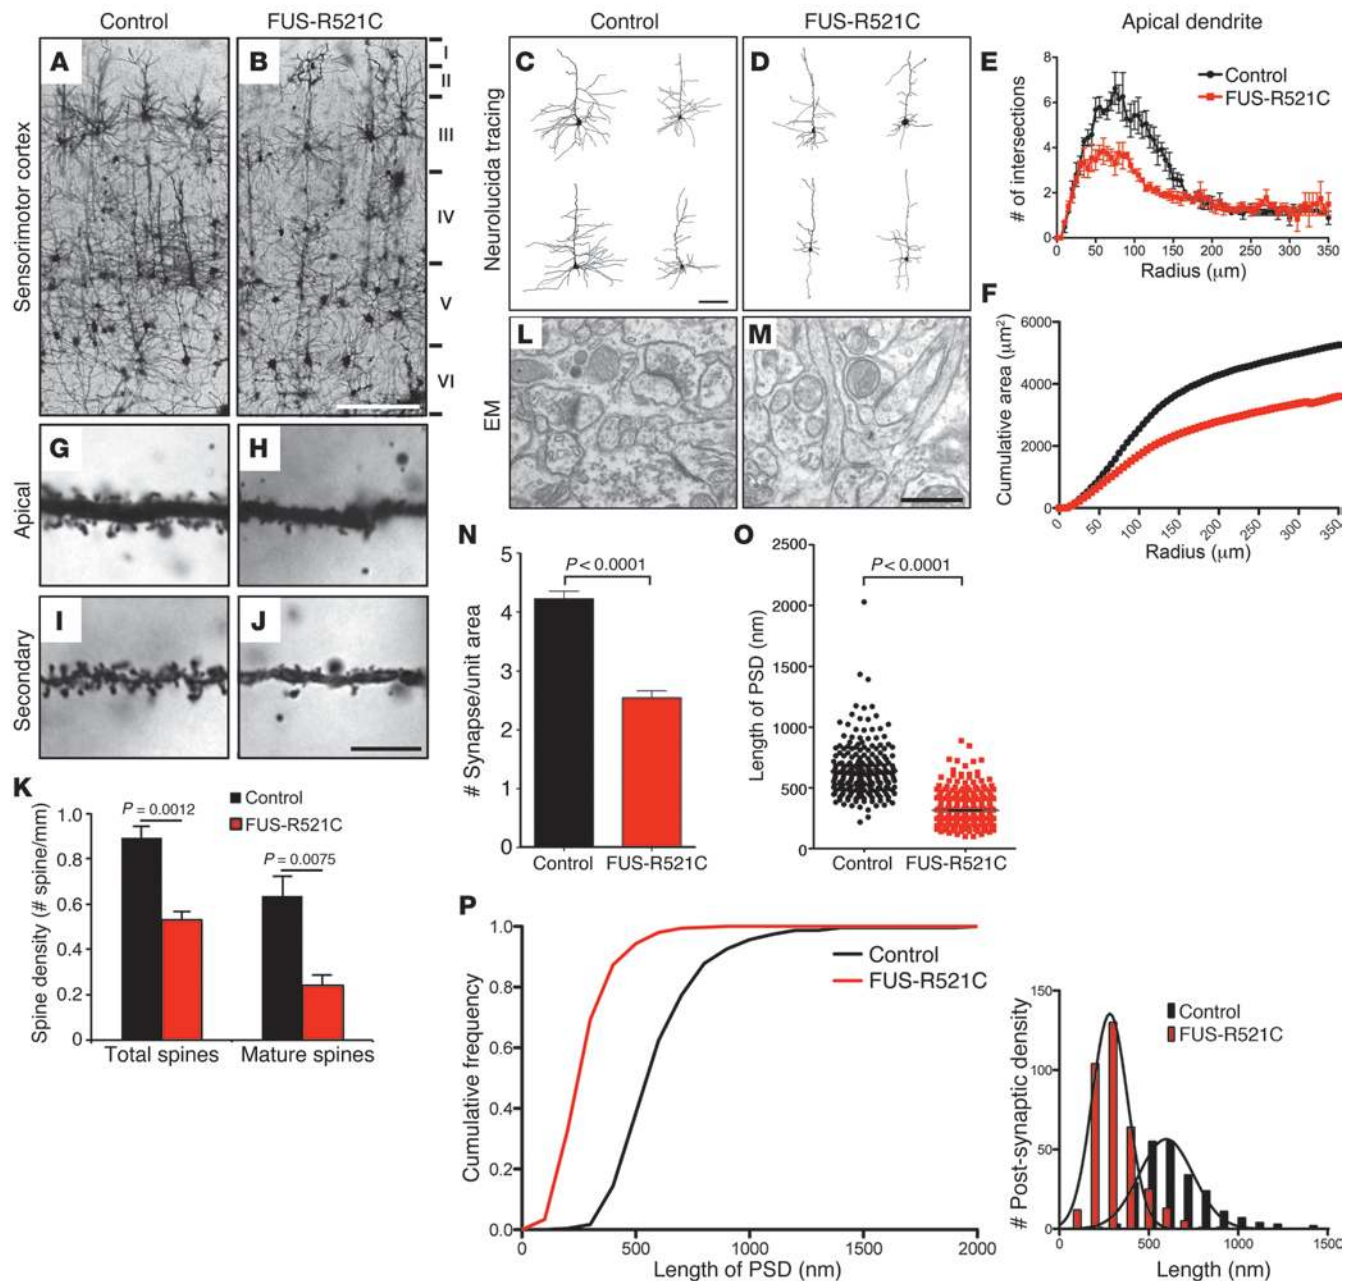 Control FUS-R521C
A B
Sensorimotor cortex
I
II
III
IV
V
VI
Control FUS-R521C
C D
Neurolucida tracing
Apical dendrite
E
# of intersections
8
6
4
2
0
Control
FUS-R521C
0 50 100 150 200 250 300 350
Radius (μm)
F
Cumulative area (μm²)
6000
4000
2000
0
0 50 100 150 200 250 300 350
Radius (μm)
G H
Apical
I J
Secondary
L M
EM
K
Spine density (# spine/mm)
1.0
0.8
0.6
0.4
0.2
0
Control
FUS-R521C
P = 0.0012
P = 0.0075
Total spines Mature spines
N
# Synapse/unit area
5
4
3
2
1
0
P < 0.0001
Control FUS-R521C
O
Length of PSD (nm)
2500
2000
1500
1000
500
0
P < 0.0001
Control FUS-R521C
P
Cumulative frequency
1.0
0.8
0.6
0.4
0.2
0.0
Control
FUS-R521C
0 500 1000 1500 2000
Length of PSD (nm)
# Post-synaptic density
150
100
50
0
Control
FUS-R521C
0 500 1000 1500
Length (nm)